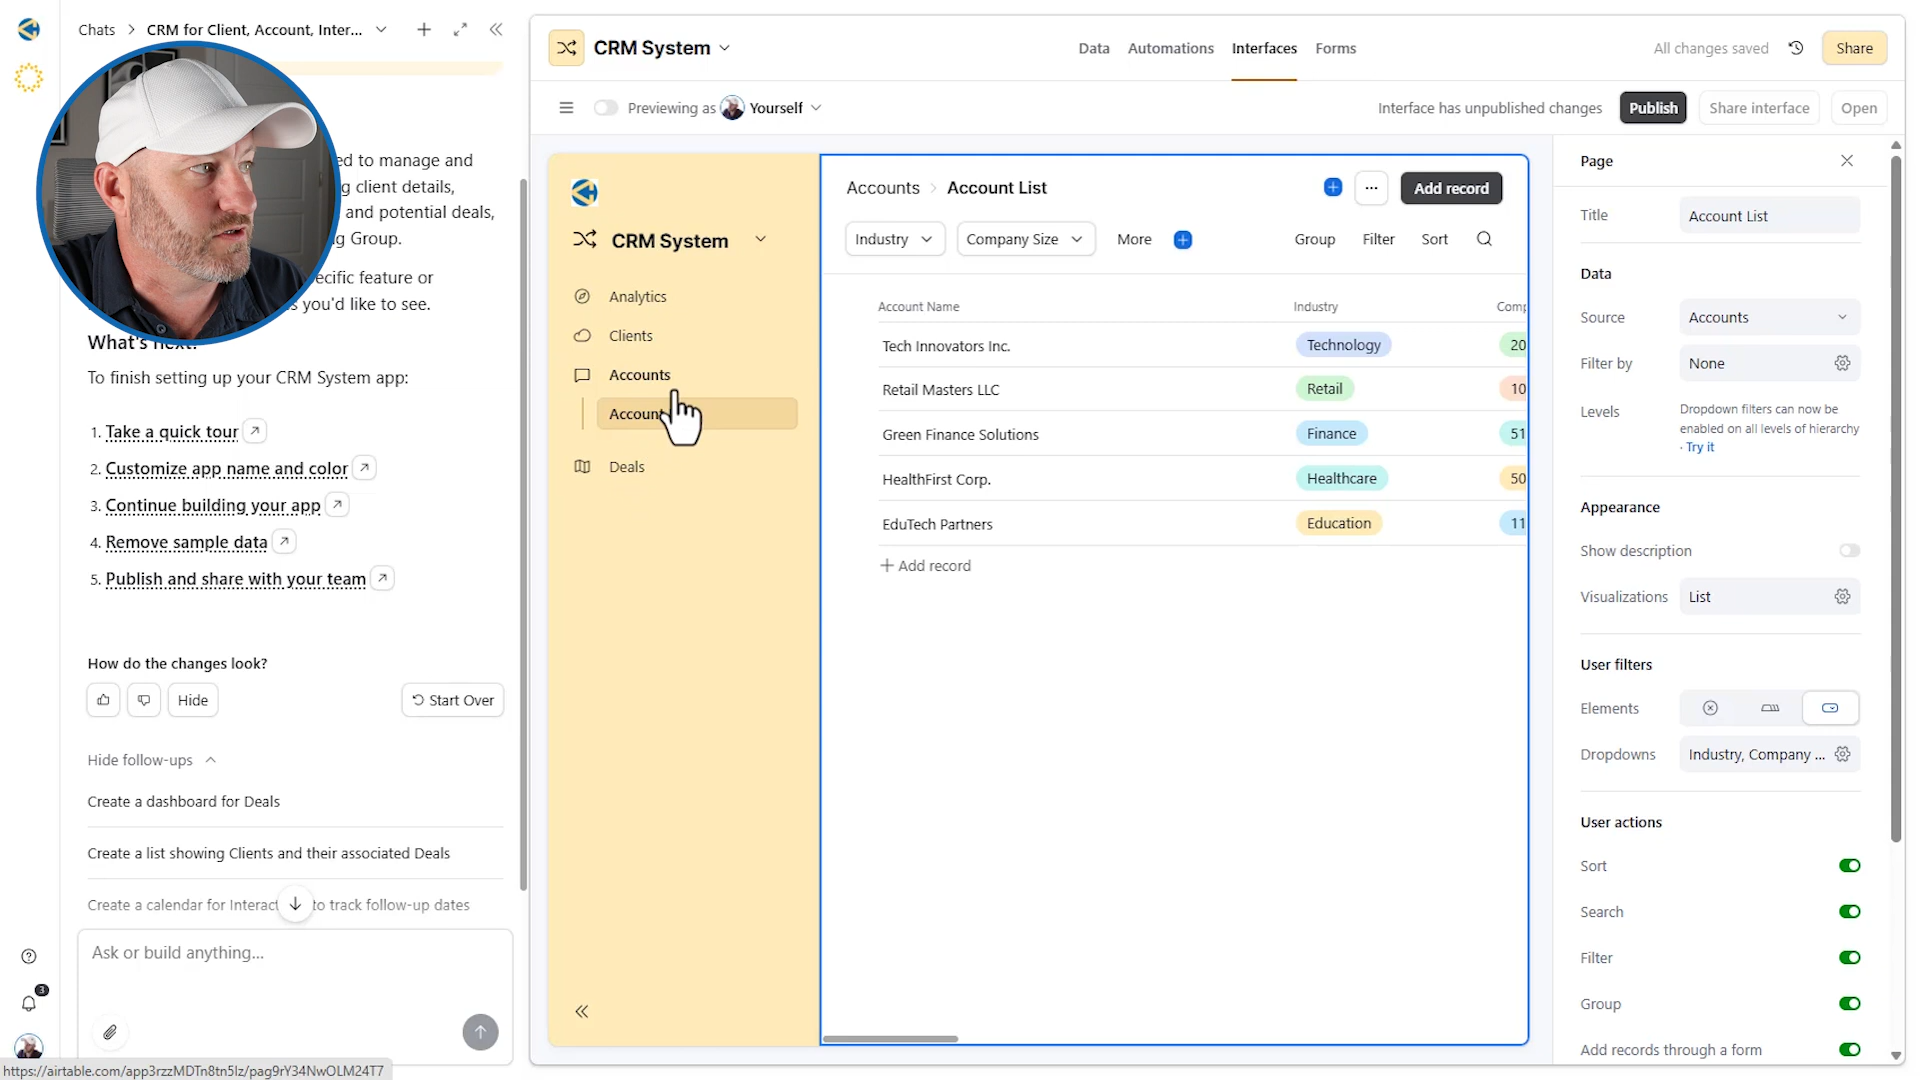 Chats
CRM for Client, Account, Inter...
CRM System
Data
Automations
Interfaces
Forms
All changes saved
Share
Previewing as
Yourself
Interface has unpublished changes
Publish
Share interface
Open
ed to manage and
g client details,
and potential deals,
g Group.
ecific feature or
s you'd like to see.
What's next?
To finish setting up your CRM System app:
1. Take a quick tour
2. Customize app name and color
3. Continue building your app
4. Remove sample data
5. Publish and share with your team
How do the changes look?
Hide
Start Over
Hide follow-ups
Create a dashboard for Deals
Create a list showing Clients and their associated Deals
Create a calendar for Interact to track follow-up dates
Ask or build anything...
3
https://airtable.com/app3rzzMDTn8tn5lz/pag9rY34NwOLM24T7
CRM System
Analytics
Clients
Accounts
Account
Deals
Accounts
Account List
Add record
Industry
Company Size
More
Group
Filter
Sort
Account Name
Industry
Comp
Tech Innovators Inc.
Technology
20
Retail Masters LLC
Retail
10
Green Finance Solutions
Finance
51
HealthFirst Corp.
Healthcare
50
EduTech Partners
Education
11
Add record
Page
Title
Account List
Data
Source
Accounts
Filter by
None
Levels
Dropdown filters can now be
enabled on all levels of hierarchy
· Try it
Appearance
Show description
Visualizations
List
User filters
Elements
Dropdowns
Industry, Company ...
User actions
Sort
Search
Filter
Group
Add records through a form